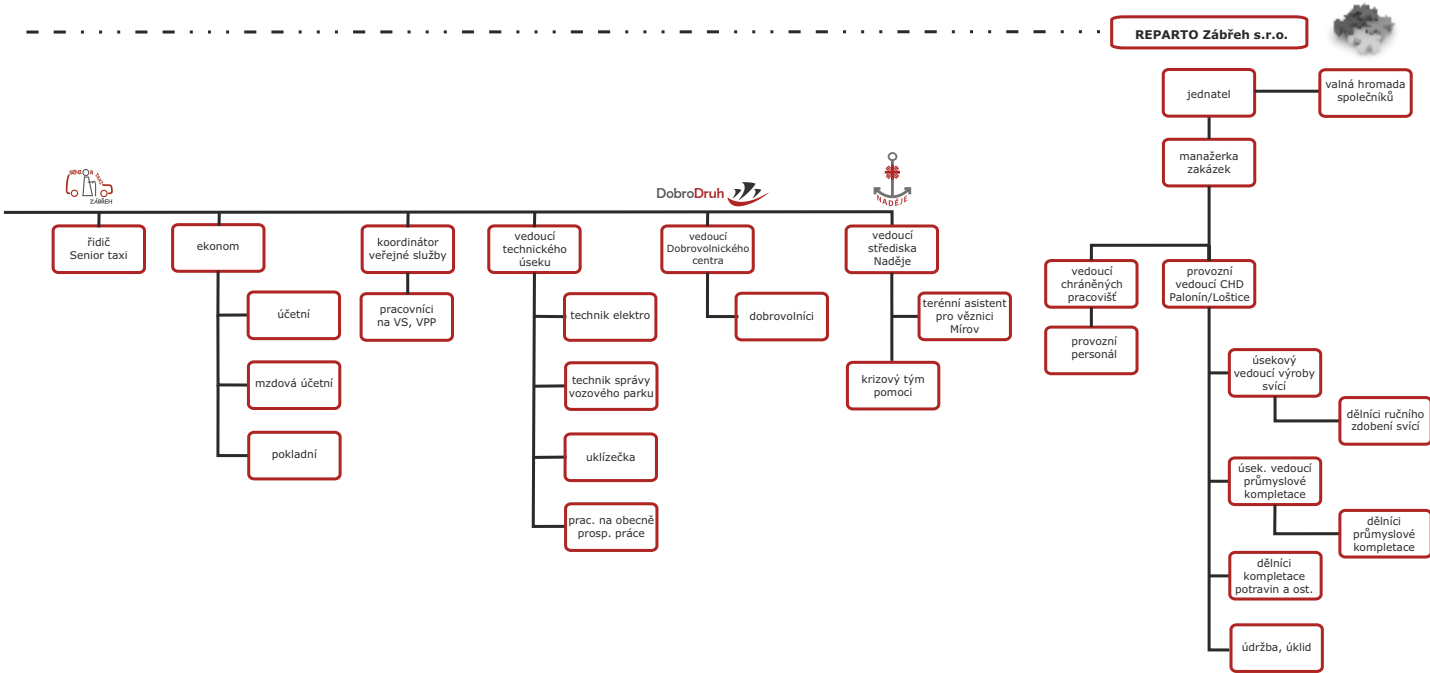 REPARTO Zábřeh s.r.o.
jednatel
valná hromada
společníků
manažerka
zakázek
SENIOR TAXI
ZÁBŘEH
DobroDruh
NADĚJE
řidič
Senior taxi
ekonom
koordinátor
veřejné služby
vedoucí
technického
úseku
vedoucí
Dobrovolnického
centra
vedoucí
střediska
Naděje
vedoucí
chráněných
pracovišť
provozní
vedoucí CHD
Palonín/Loštice
účetní
pracovníci
na VS, VPP
technik elektro
dobrovolníci
terénní asistent
pro věznici
Mírov
provozní
personál
mzdová účetní
technik správy
vozového parku
krizový tým
pomoci
úsekový
vedoucí výroby
svící
dělníci ručního
zdobení svící
pokladní
uklízečka
úsek. vedoucí
průmyslové
kompletace
prac. na obecně
prosp. práce
dělníci
průmyslové
kompletace
dělníci
kompletace
potravin a ost.
údržba, úklid